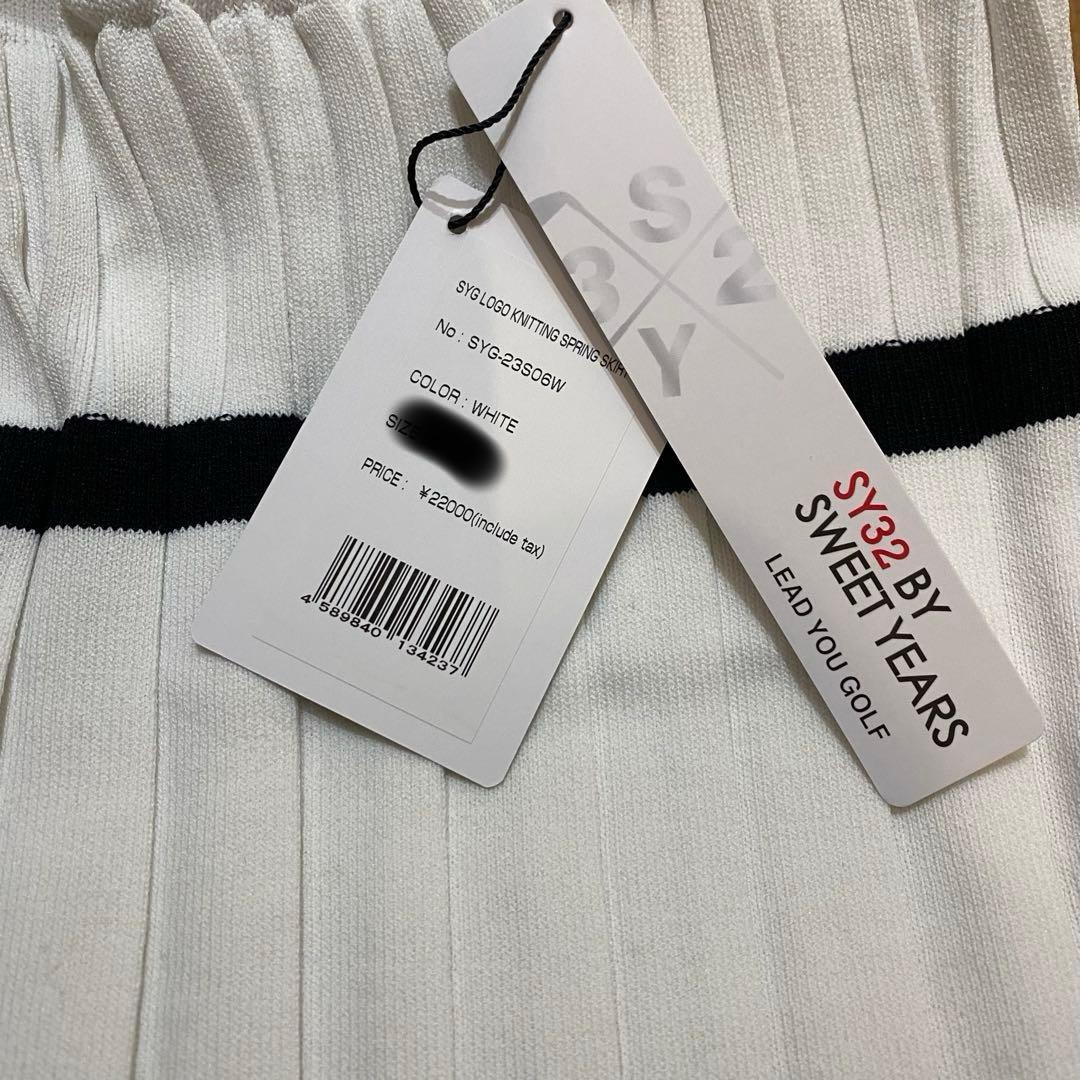 SYG LOGO KNITTING SPRING SKIRT
No : SYG-23S06W
COLOR : WHITE
SIZE
PRICE : ¥22000(include tax)
4 589840 134237
S
3 2
Y
SY32 BY
SWEET YEARS
LEAD YOU GOLF